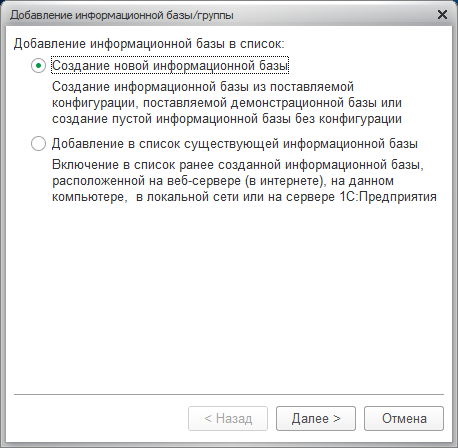 Добавление информационной базы/группы
Добавление информационной базы в список:
Создание новой информационной базы
Создание информационной базы из поставляемой
конфигурации, поставляемой демонстрационной базы или
создание пустой информационной базы без конфигурации
Добавление в список существующей информационной базы
Включение в список ранее созданной информационной базы,
расположенной на веб-сервере (в интернете), на данном
компьютере, в локальной сети или на сервере 1С:Предприятия
< Назад
Далее >
Отмена